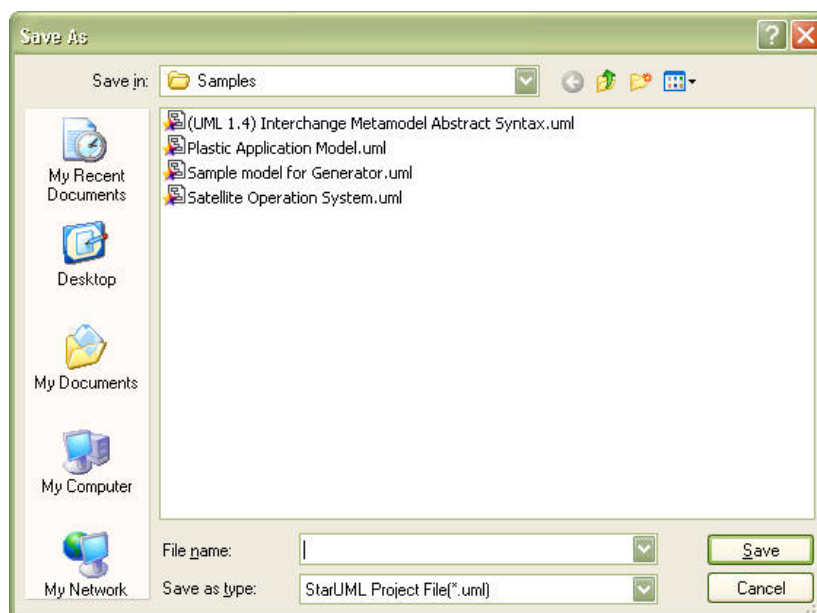 Save As
Save in:
Samples
My Recent
Documents
Desktop
My Documents
My Computer
My Network
(UML 1.4) Interchange Metamodel Abstract Syntax.uml
Plastic Application Model.uml
Sample model for Generator.uml
Satellite Operation System.uml
File name:
Save
Save as type:
StarUML Project File(*.uml)
Cancel